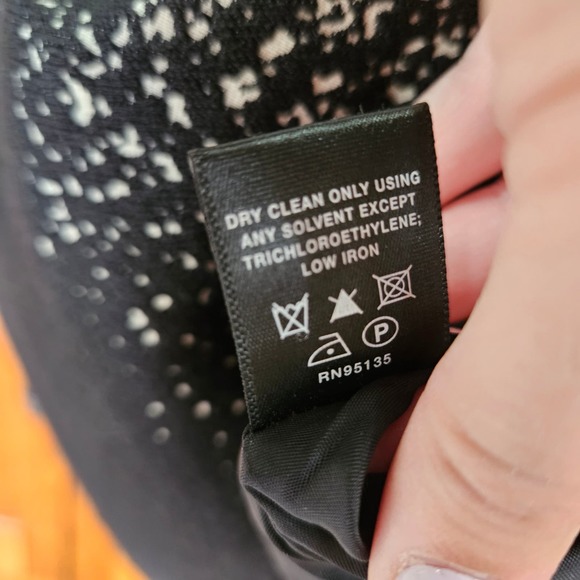 DRY CLEAN ONLY USING
ANY SOLVENT EXCEPT
TRICHLOROETHYLENE;
LOW IRON
P
RN95135